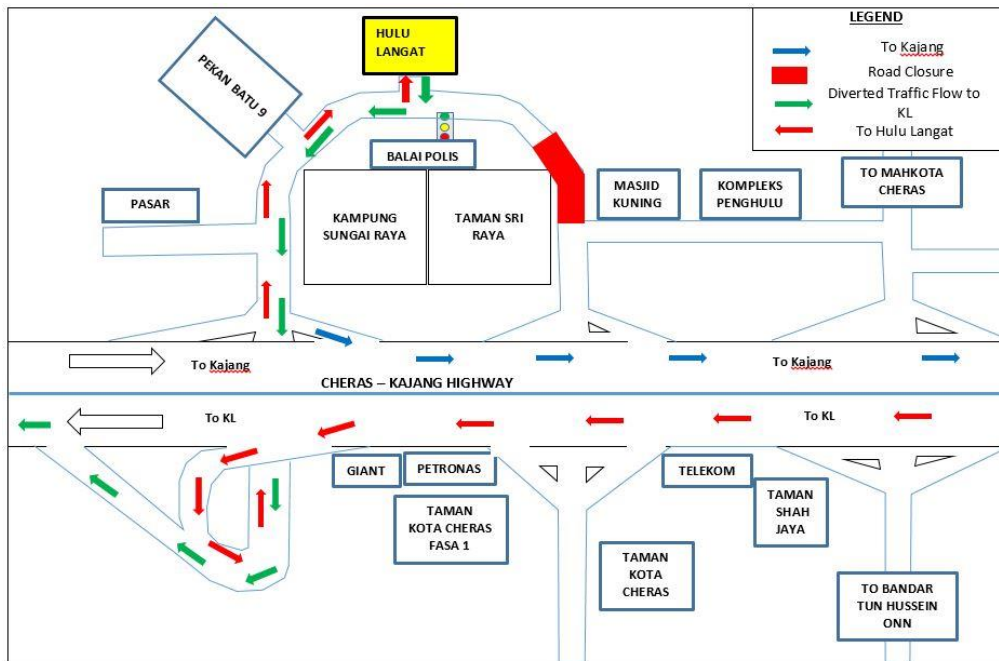 LEGEND
To Kajang
Road Closure
Diverted Traffic Flow to
KL
To Hulu Langat
HULU
LANGAT
PEKAN BATU 9
BALAI POLIS
PASAR
KAMPUNG
SUNGAI RAYA
TAMAN SRI
RAYA
MASJID
KUNING
KOMPLEKS
PENGHULU
TO MAHKOTA
CHERAS
To Kajang
To Kajang
CHERAS – KAJANG HIGHWAY
To KL
To KL
GIANT
PETRONAS
TELEKOM
TAMAN
KOTA CHERAS
FASA 1
TAMAN
SHAH
JAYA
TAMAN
KOTA
CHERAS
TO BANDAR
TUN HUSSEIN
ONN